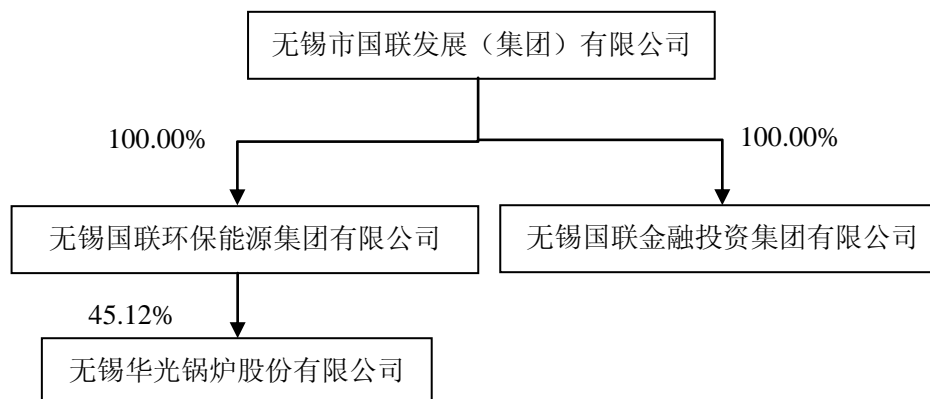 无锡市国联发展（集团）有限公司
100.00%
100.00%
无锡国联环保能源集团有限公司
无锡国联金融投资集团有限公司
45.12%
无锡华光锅炉股份有限公司